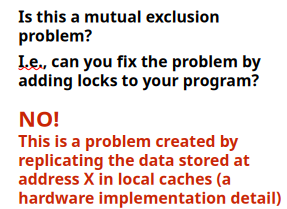 Is this a mutual exclusion
problem?
I.e., can you fix the problem by
adding locks to your program?
NO!
This is a problem created by
replicating the data stored at
address X in local caches (a
hardware implementation detail)